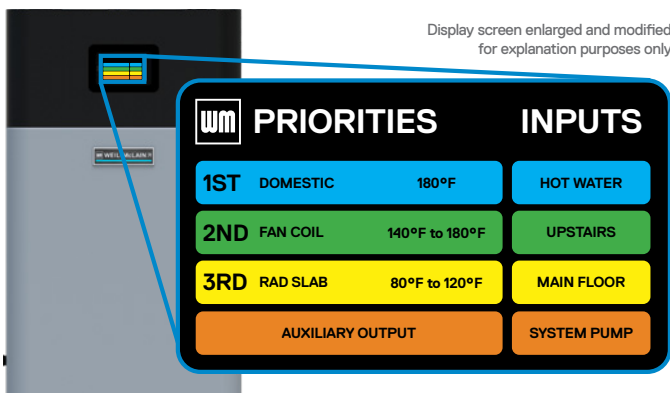 Display screen enlarged and modified
for explanation purposes only
WM PRIORITIES INPUTS
1ST DOMESTIC 180°F HOT WATER
2ND FAN COIL 140°F to 180°F UPSTAIRS
3RD RAD SLAB 80°F to 120°F MAIN FLOOR
AUXILIARY OUTPUT SYSTEM PUMP
WEIL-McLAIN